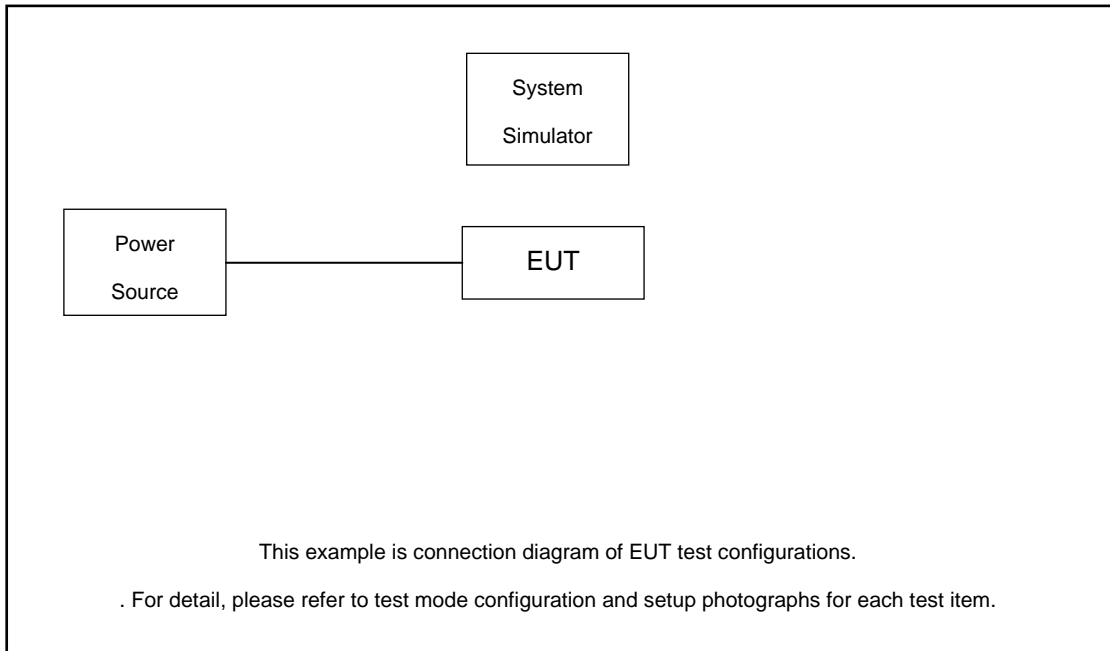 System
Simulator
Power
Source
EUT
This example is connection diagram of EUT test configurations.
. For detail, please refer to test mode configuration and setup photographs for each test item.